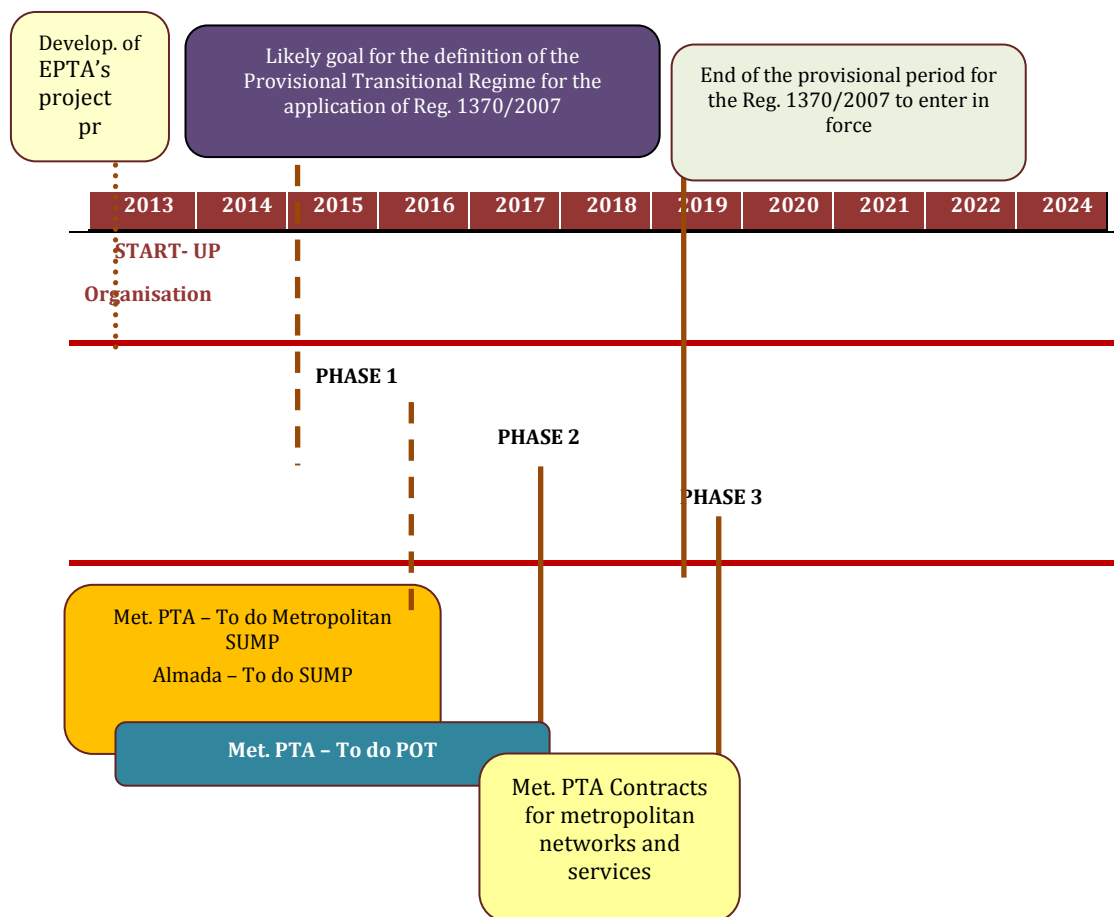 Develop. of
EPTA's
project
pr
Likely goal for the definition of the
Provisional Transitional Regime for the
application of Reg. 1370/2007
End of the provisional period for
the Reg. 1370/2007 to enter in
force
2013 2014 2015 2016 2017 2018 2019 2020 2021 2022 2024
START- UP
Organisation
PHASE 1
PHASE 2
PHASE 3
Met. PTA – To do Metropolitan
SUMP
Almada – To do SUMP
Met. PTA – To do POT
Met. PTA Contracts
for metropolitan
networks and
services